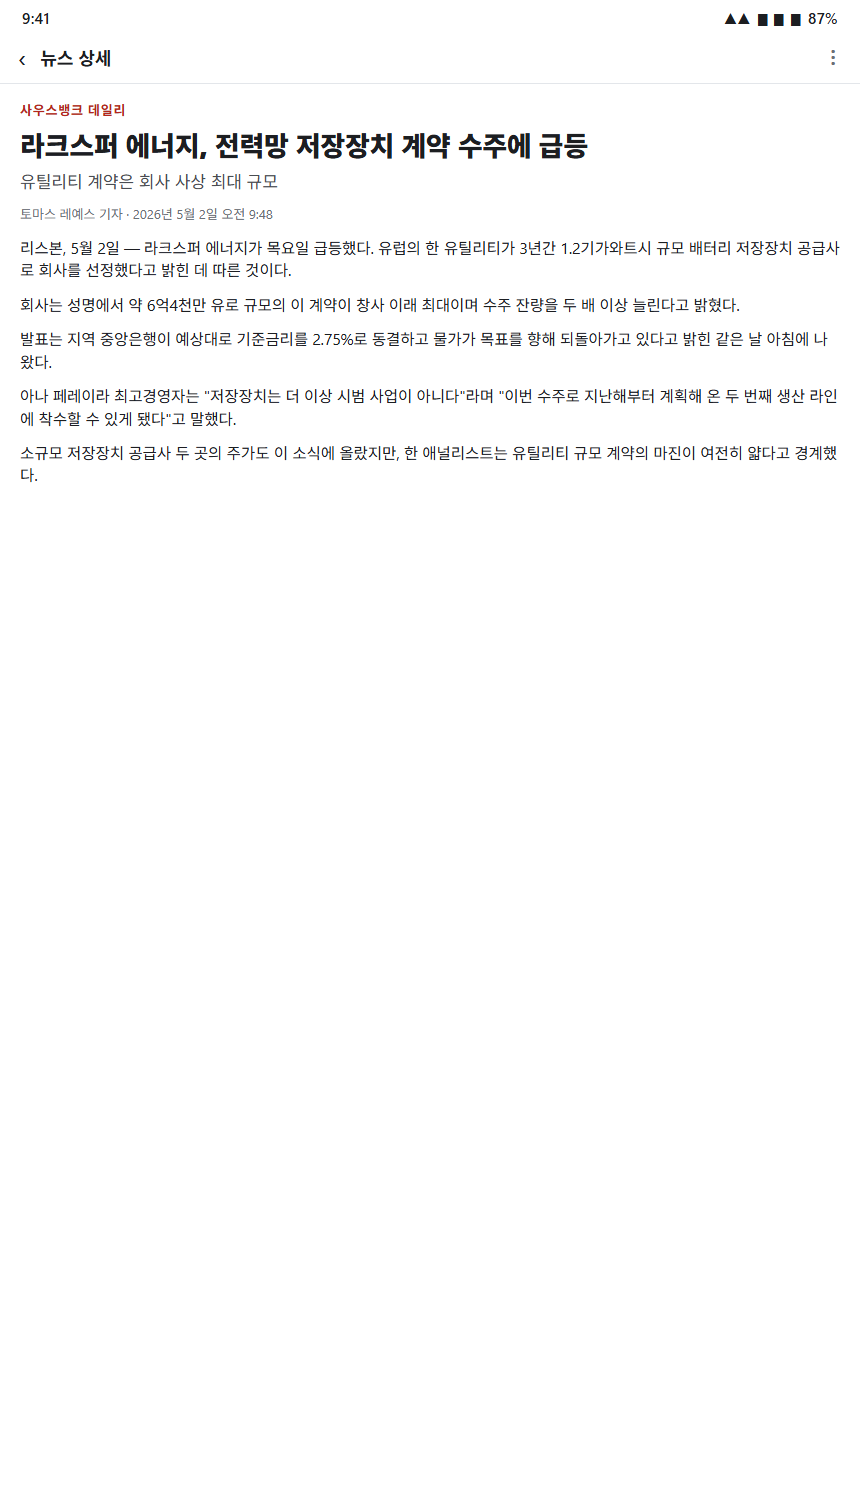 9:41
87%
‹ 뉴스 상세
사우스뱅크 데일리
라크스퍼 에너지, 전력망 저장장치 계약 수주에 급등
유틸리티 계약은 회사 사상 최대 규모
토마스 레예스 기자 · 2026년 5월 2일 오전 9:48
리스본, 5월 2일 — 라크스퍼 에너지가 목요일 급등했다. 유럽의 한 유틸리티가 3년간 1.2기가와트시 규모 배터리 저장장치 공급사
로 회사를 선정했다고 밝힌 데 따른 것이다.
회사는 성명에서 약 6억4천만 유로 규모의 이 계약이 창사 이래 최대이며 수주 잔량을 두 배 이상 늘린다고 밝혔다.
발표는 지역 중앙은행이 예상대로 기준금리를 2.75%로 동결하고 물가가 목표를 향해 되돌아가고 있다고 밝힌 같은 날 아침에 나
왔다.
아나 페레이라 최고경영자는 "저장장치는 더 이상 시범 사업이 아니다"라며 "이번 수주로 지난해부터 계획해 온 두 번째 생산 라인
에 착수할 수 있게 됐다"고 말했다.
소규모 저장장치 공급사 두 곳의 주가도 이 소식에 올랐지만, 한 애널리스트는 유틸리티 규모 계약의 마진이 여전히 얇다고 경계했
다.